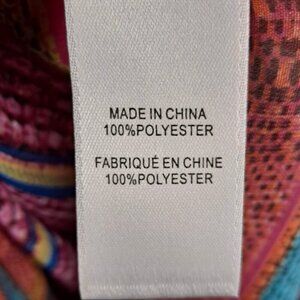 MADE IN CHINA
100%POLYESTER
FABRIQUÉ EN CHINE
100%POLYESTER